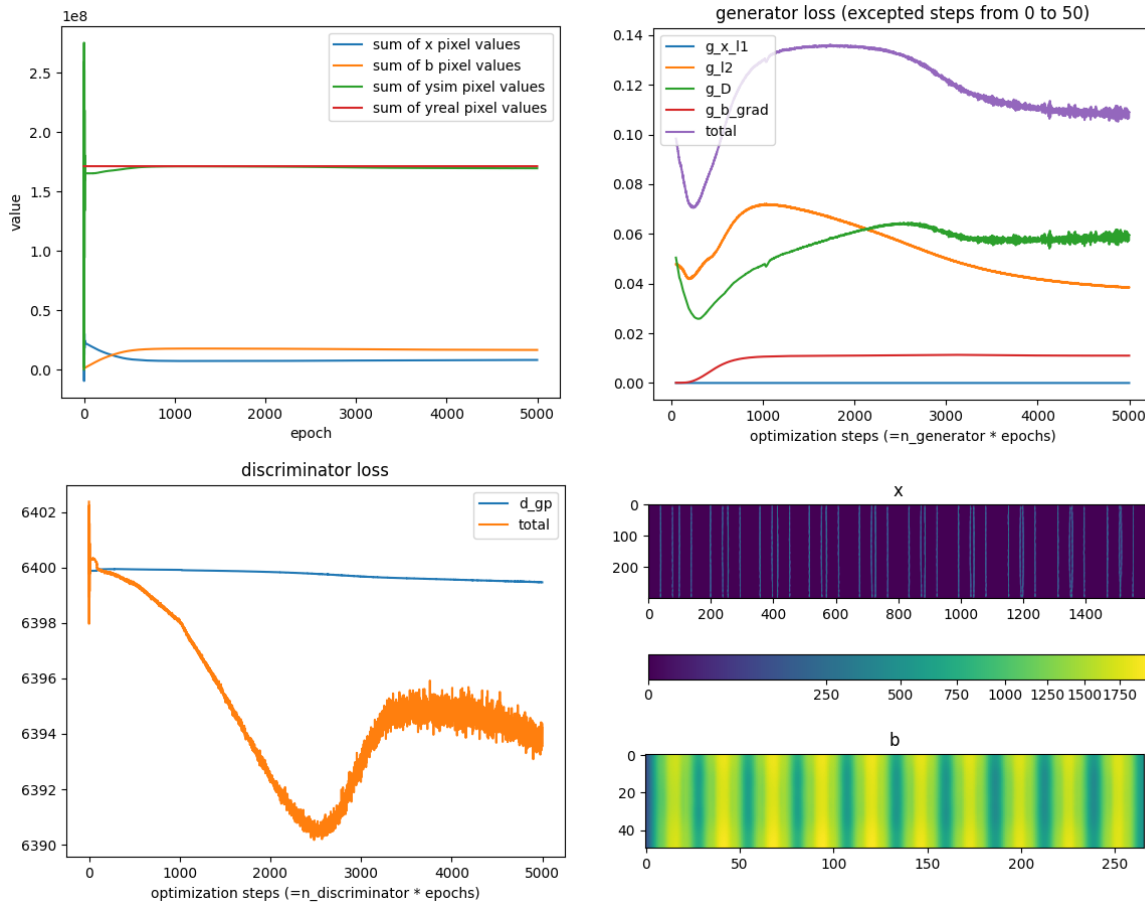 1e8
2.5
2.0
1.5
1.0
0.5
0.0
value
0 1000 2000 3000 4000 5000
epoch
sum of x pixel values
sum of b pixel values
sum of ysim pixel values
sum of yreal pixel values
generator loss (excepted steps from 0 to 50)
0.14
0.12
0.10
0.08
0.06
0.04
0.02
0.00
g_x_l1
g_l2
g_D
g_b_grad
total
0 1000 2000 3000 4000 5000
optimization steps (=n_generator * epochs)
discriminator loss
6402
6400
6398
6396
6394
6392
6390
d_gp
total
0 1000 2000 3000 4000 5000
optimization steps (=n_discriminator * epochs)
x
0
100
200
0 200 400 600 800 1000 1200 1400
0 250 500 750 1000 1250 1500 1750
b
0
20
40
0 50 100 150 200 250